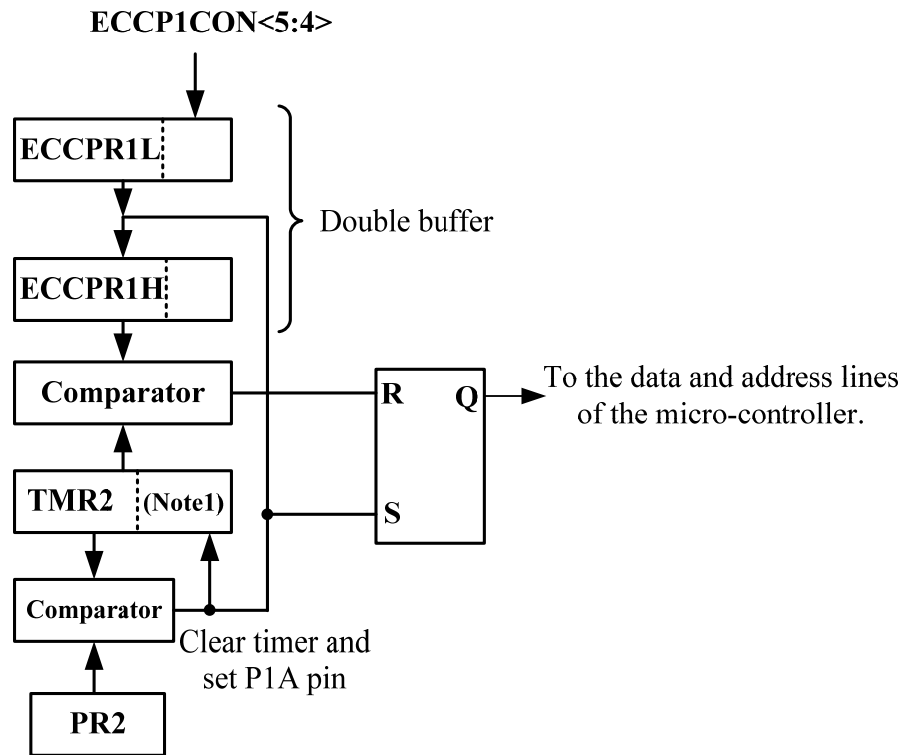 ECCP1CON<5:4>
ECCPR1L
Double buffer
ECCPR1H
Comparator
R
Q
To the data and address lines
of the micro-controller.
TMR2
(Note1)
S
Comparator
Clear timer and
set P1A pin
PR2